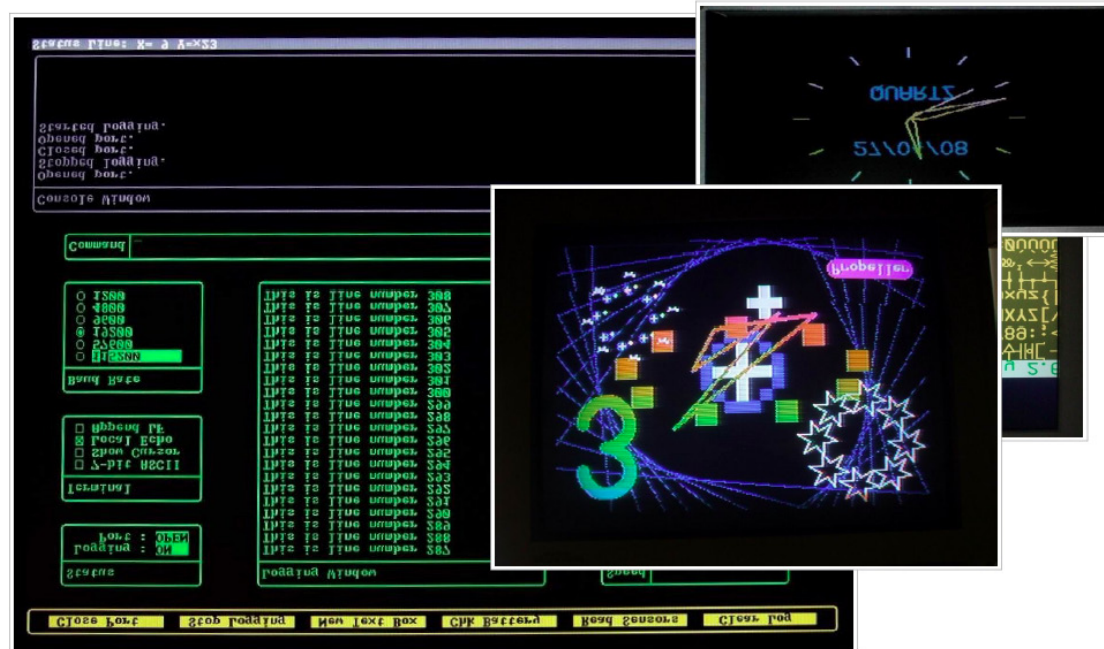 Close Port Stop Logging New Text Box Chk Battery Read Sensors Clear Log
Status
Logging : ON
Port : OPEN
Terminal
7-bit ASCII
Show Cursor
Local Echo
Append LF
Baud Rate
115200
57600
19200
9600
4800
1200
Logging Window
This is line number 287
This is line number 288
This is line number 289
This is line number 290
This is line number 291
This is line number 292
This is line number 293
This is line number 294
This is line number 295
This is line number 296
This is line number 297
This is line number 298
This is line number 299
This is line number 300
This is line number 301
This is line number 302
This is line number 303
This is line number 304
This is line number 305
This is line number 306
This is line number 307
This is line number 308
Speed
Command
Console Window
Opened port.
Stopped logging.
Closed port.
Opened port.
Started Logging.
Status Line: X= 9 Y=x23
3
Propeller
QUARTZ